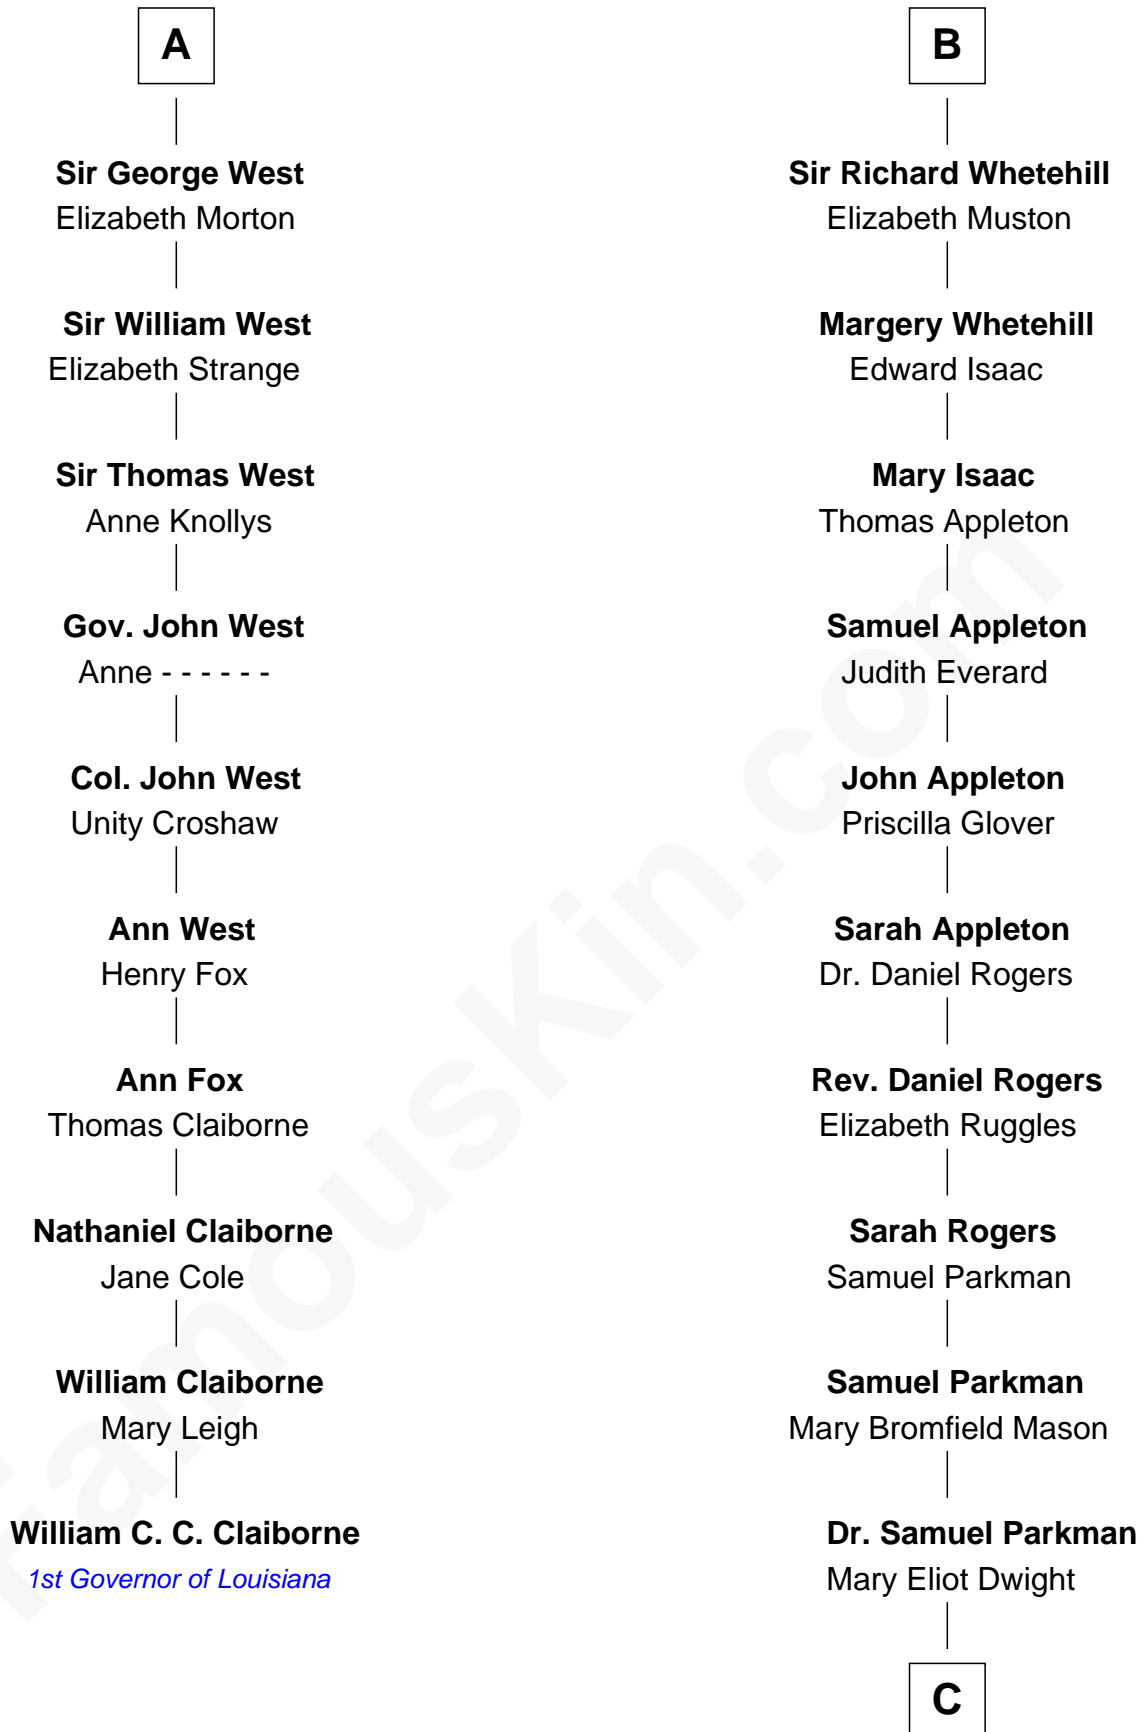 A
Sir George West
Elizabeth Morton
Sir William West
Elizabeth Strange
Sir Thomas West
Anne Knollys
Gov. John West
Anne - - - - - -
Col. John West
Unity Croshaw
Ann West
Henry Fox
Ann Fox
Thomas Claiborne
Nathaniel Claiborne
Jane Cole
William Claiborne
Mary Leigh
William C. C. Claiborne
1st Governor of Louisiana
B
Sir Richard Whetehill
Elizabeth Muston
Margery Whetehill
Edward Isaac
Mary Isaac
Thomas Appleton
Samuel Appleton
Judith Everard
John Appleton
Priscilla Glover
Sarah Appleton
Dr. Daniel Rogers
Rev. Daniel Rogers
Elizabeth Ruggles
Sarah Rogers
Samuel Parkman
Samuel Parkman
Mary Bromfield Mason
Dr. Samuel Parkman
Mary Eliot Dwight
C
famouskin.com